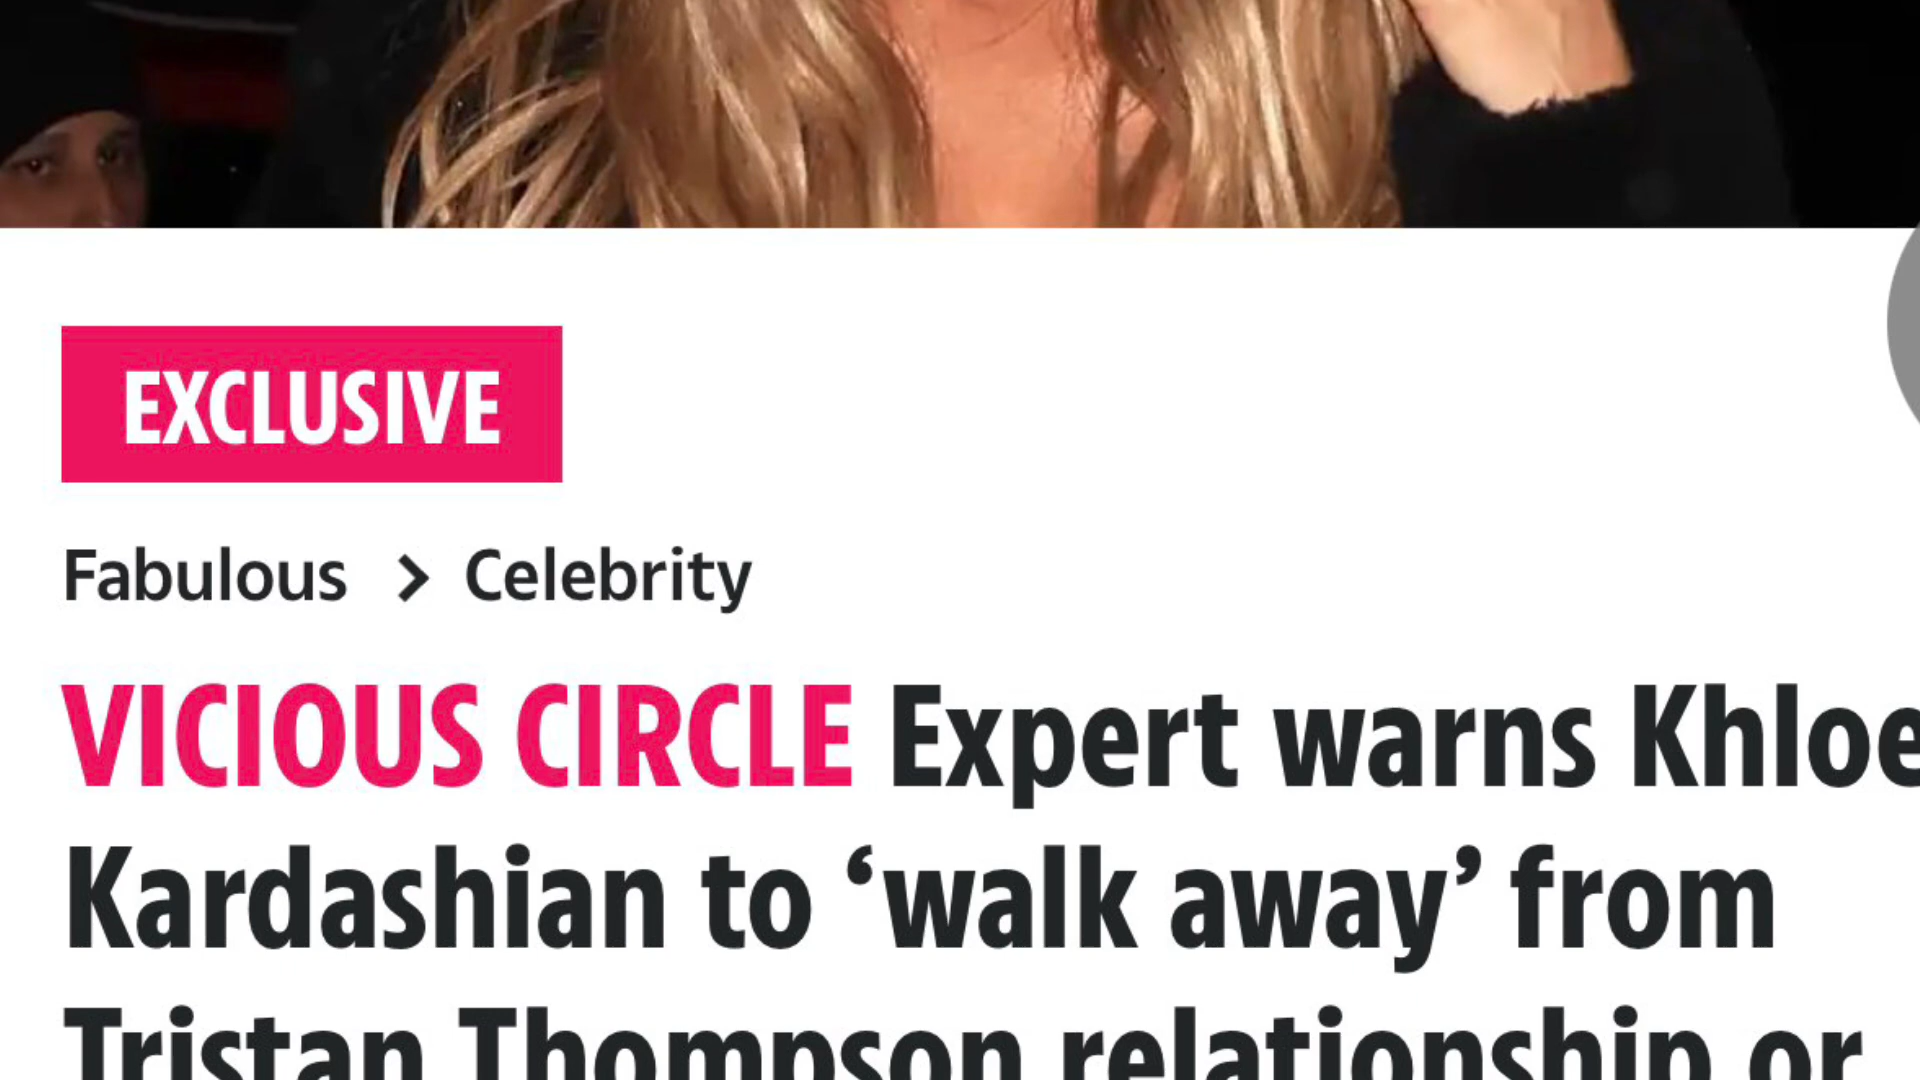 EXCLUSIVE
Fabulous > Celebrity
VICIOUS CIRCLE Expert warns Khloe
Kardashian to ‘walk away’ from
Tristan Thompson relationship or